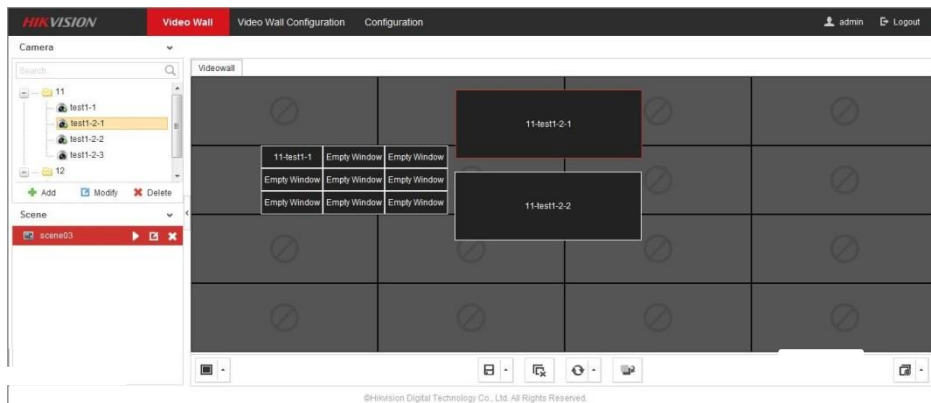 HIKVISION Video Wall Video Wall Configuration Configuration admin Logout
Camera
Search...
Videowall
11
test1-1
test1-2-1
test1-2-2
test1-2-3
12
Add Modify Delete
Scene
scene03
11-test1-2-1
11-test1-1 Empty Window Empty Window
Empty Window Empty Window Empty Window
Empty Window Empty Window Empty Window
11-test1-2-2
©Hikvision Digital Technology Co., Ltd. All Rights Reserved.